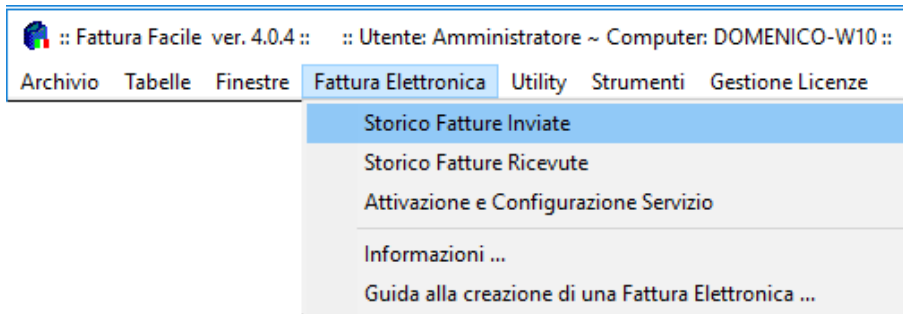 :: Fattura Facile ver. 4.0.4 :: :: Utente: Amministratore ~ Computer: DOMENICO-W10 ::
Archivio Tabelle Finestre Fattura Elettronica Utility Strumenti Gestione Licenze
Storico Fatture Inviate
Storico Fatture Ricevute
Attivazione e Configurazione Servizio
Informazioni ...
Guida alla creazione di una Fattura Elettronica ...